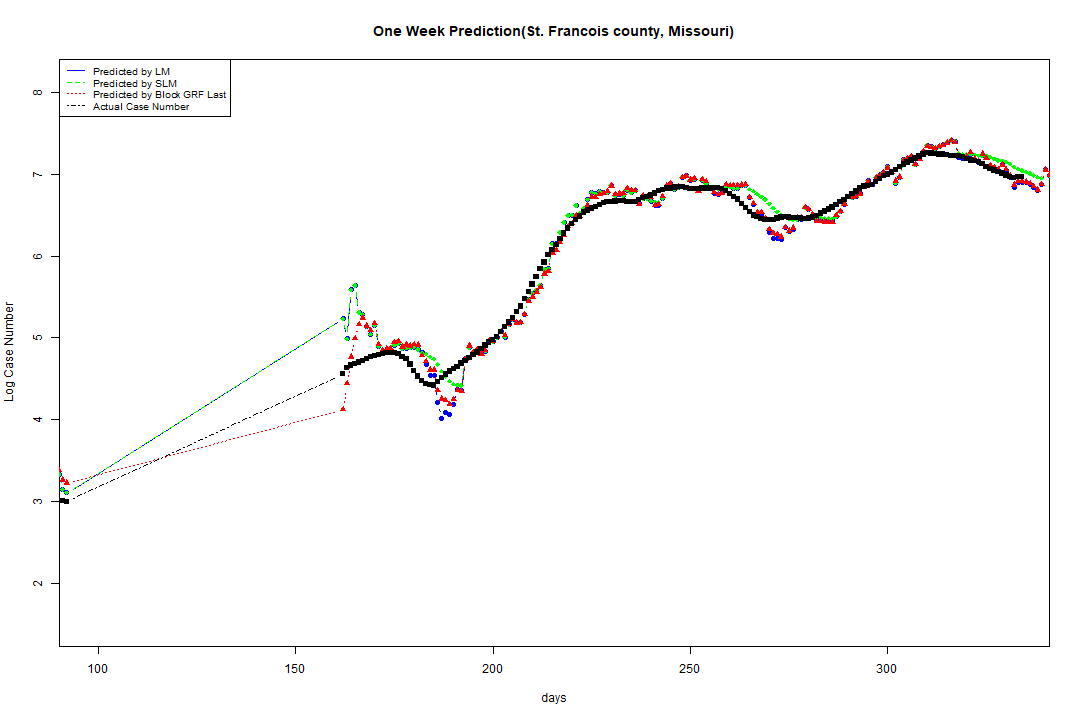 One Week Prediction(St. Francois county, Missouri)
Predicted by LM
Predicted by SLM
Predicted by Block GRF Last
Actual Case Number
8
7
6
5
4
3
2
Log Case Number
100 150 200 250 300
days